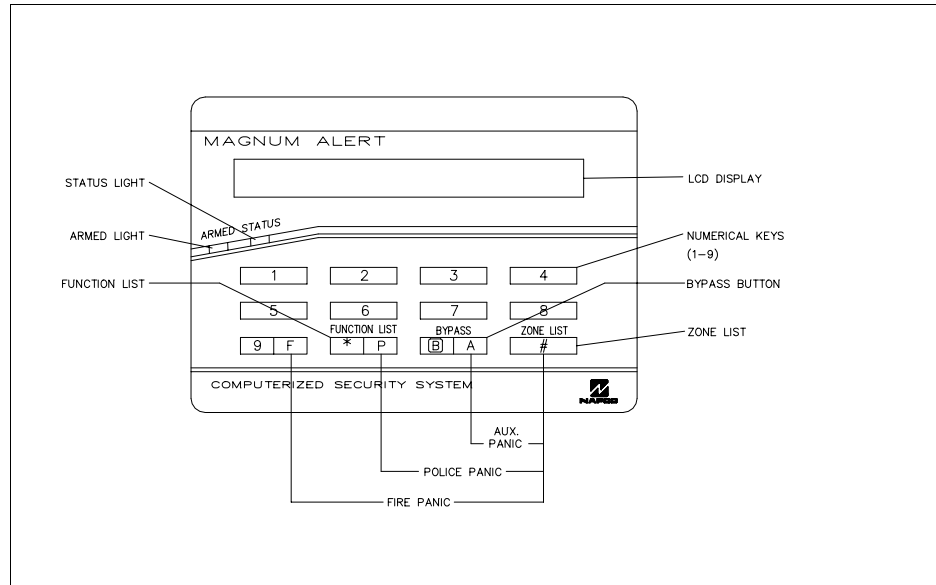 MAGNUM ALERT
STATUS LIGHT
LCD DISPLAY
ARMED STATUS
ARMED LIGHT
NUMERICAL KEYS
(1-9)
1 2 3 4
FUNCTION LIST
BYPASS BUTTON
5 6 7 8
FUNCTION LIST BYPASS ZONE LIST
ZONE LIST
9 F * P B A #
COMPUTERIZED SECURITY SYSTEM
NAPCO
AUX.
PANIC
POLICE PANIC
FIRE PANIC